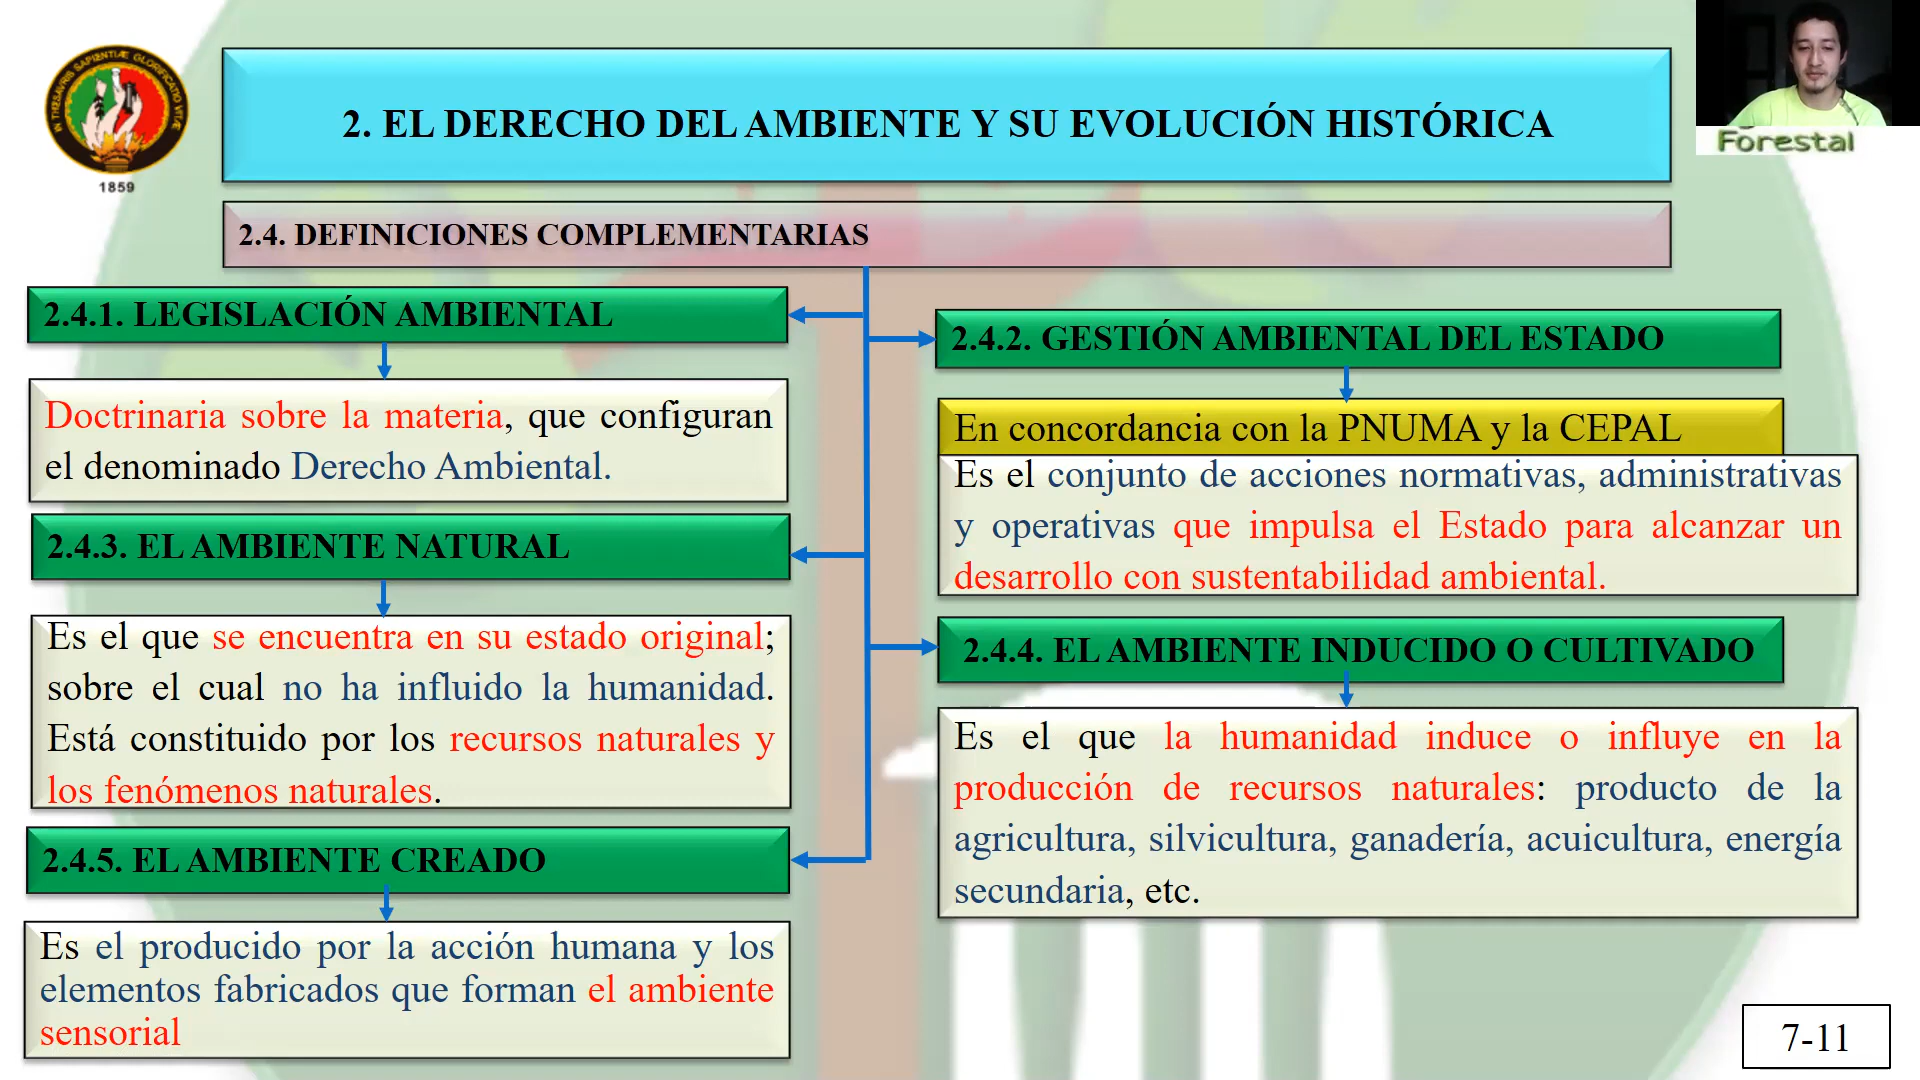 IN THESAVRIS SAPIENTIÆ GLORIFICATIO VITÆ
1859
Forestal
2. EL DERECHO DEL AMBIENTE Y SU EVOLUCIÓN HISTÓRICA
2.4. DEFINICIONES COMPLEMENTARIAS
2.4.1. LEGISLACIÓN AMBIENTAL
Doctrinaria sobre la materia, que configuran
el denominado Derecho Ambiental.
2.4.2. GESTIÓN AMBIENTAL DEL ESTADO
En concordancia con la PNUMA y la CEPAL
Es el conjunto de acciones normativas, administrativas
y operativas que impulsa el Estado para alcanzar un
desarrollo con sustentabilidad ambiental.
2.4.3. EL AMBIENTE NATURAL
Es el que se encuentra en su estado original;
sobre el cual no ha influido la humanidad.
Está constituido por los recursos naturales y
los fenómenos naturales.
2.4.4. EL AMBIENTE INDUCIDO O CULTIVADO
Es el que la humanidad induce o influye en la
producción de recursos naturales: producto de la
agricultura, silvicultura, ganadería, acuicultura, energía
secundaria, etc.
2.4.5. EL AMBIENTE CREADO
Es el producido por la acción humana y los
elementos fabricados que forman el ambiente
sensorial
7-11